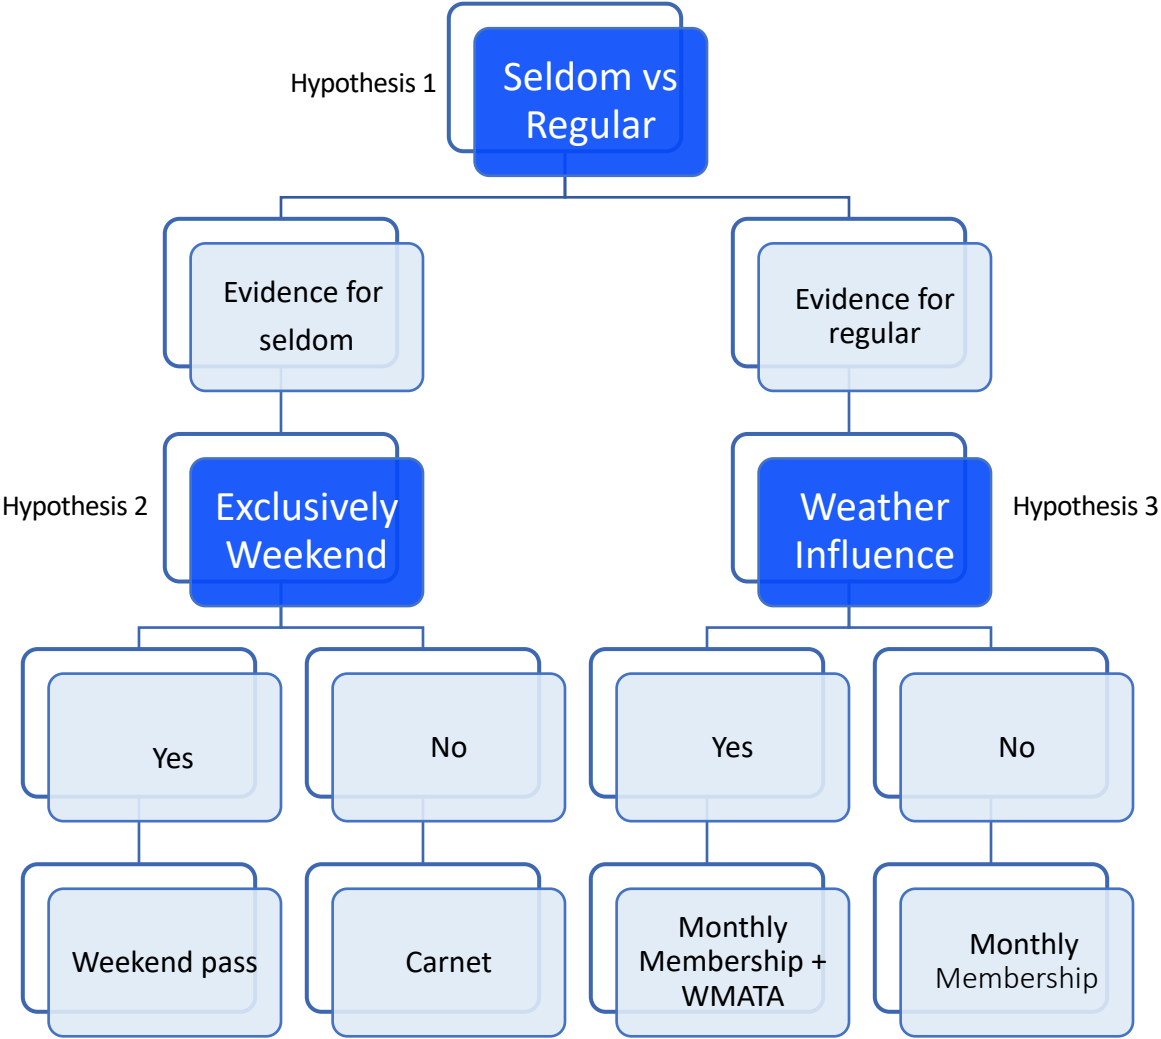 Hypothesis 1
Seldom vs
Regular
Evidence for
seldom
Evidence for
regular
Hypothesis 2
Exclusively
Weekend
Weather
Influence
Hypothesis 3
Yes
No
Yes
No
Weekend pass
Carnet
Monthly
Membership +
WMATA
Monthly
Membership